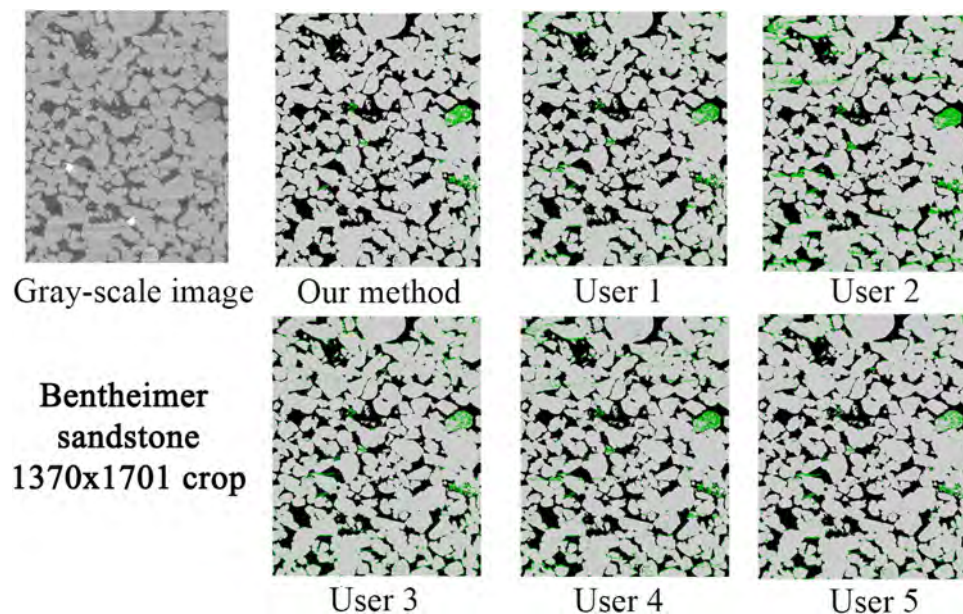 Gray-scale image
Our method
User 1
User 2
Bentheimer
sandstone
1370x1701 crop
User 3
User 4
User 5